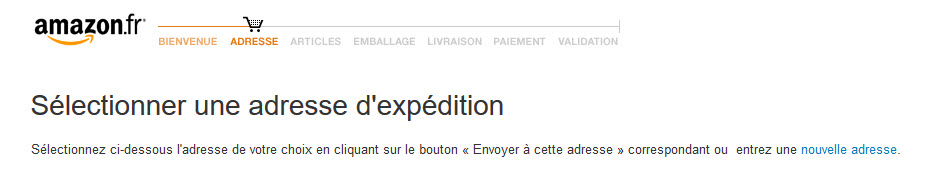 amazon.fr
BIENVENUE ADRESSE ARTICLES EMBALLAGE LIVRAISON PAIEMENT VALIDATION
Sélectionner une adresse d'expédition
Sélectionnez ci-dessous l'adresse de votre choix en cliquant sur le bouton « Envoyer à cette adresse » correspondant ou  entrez une nouvelle adresse.